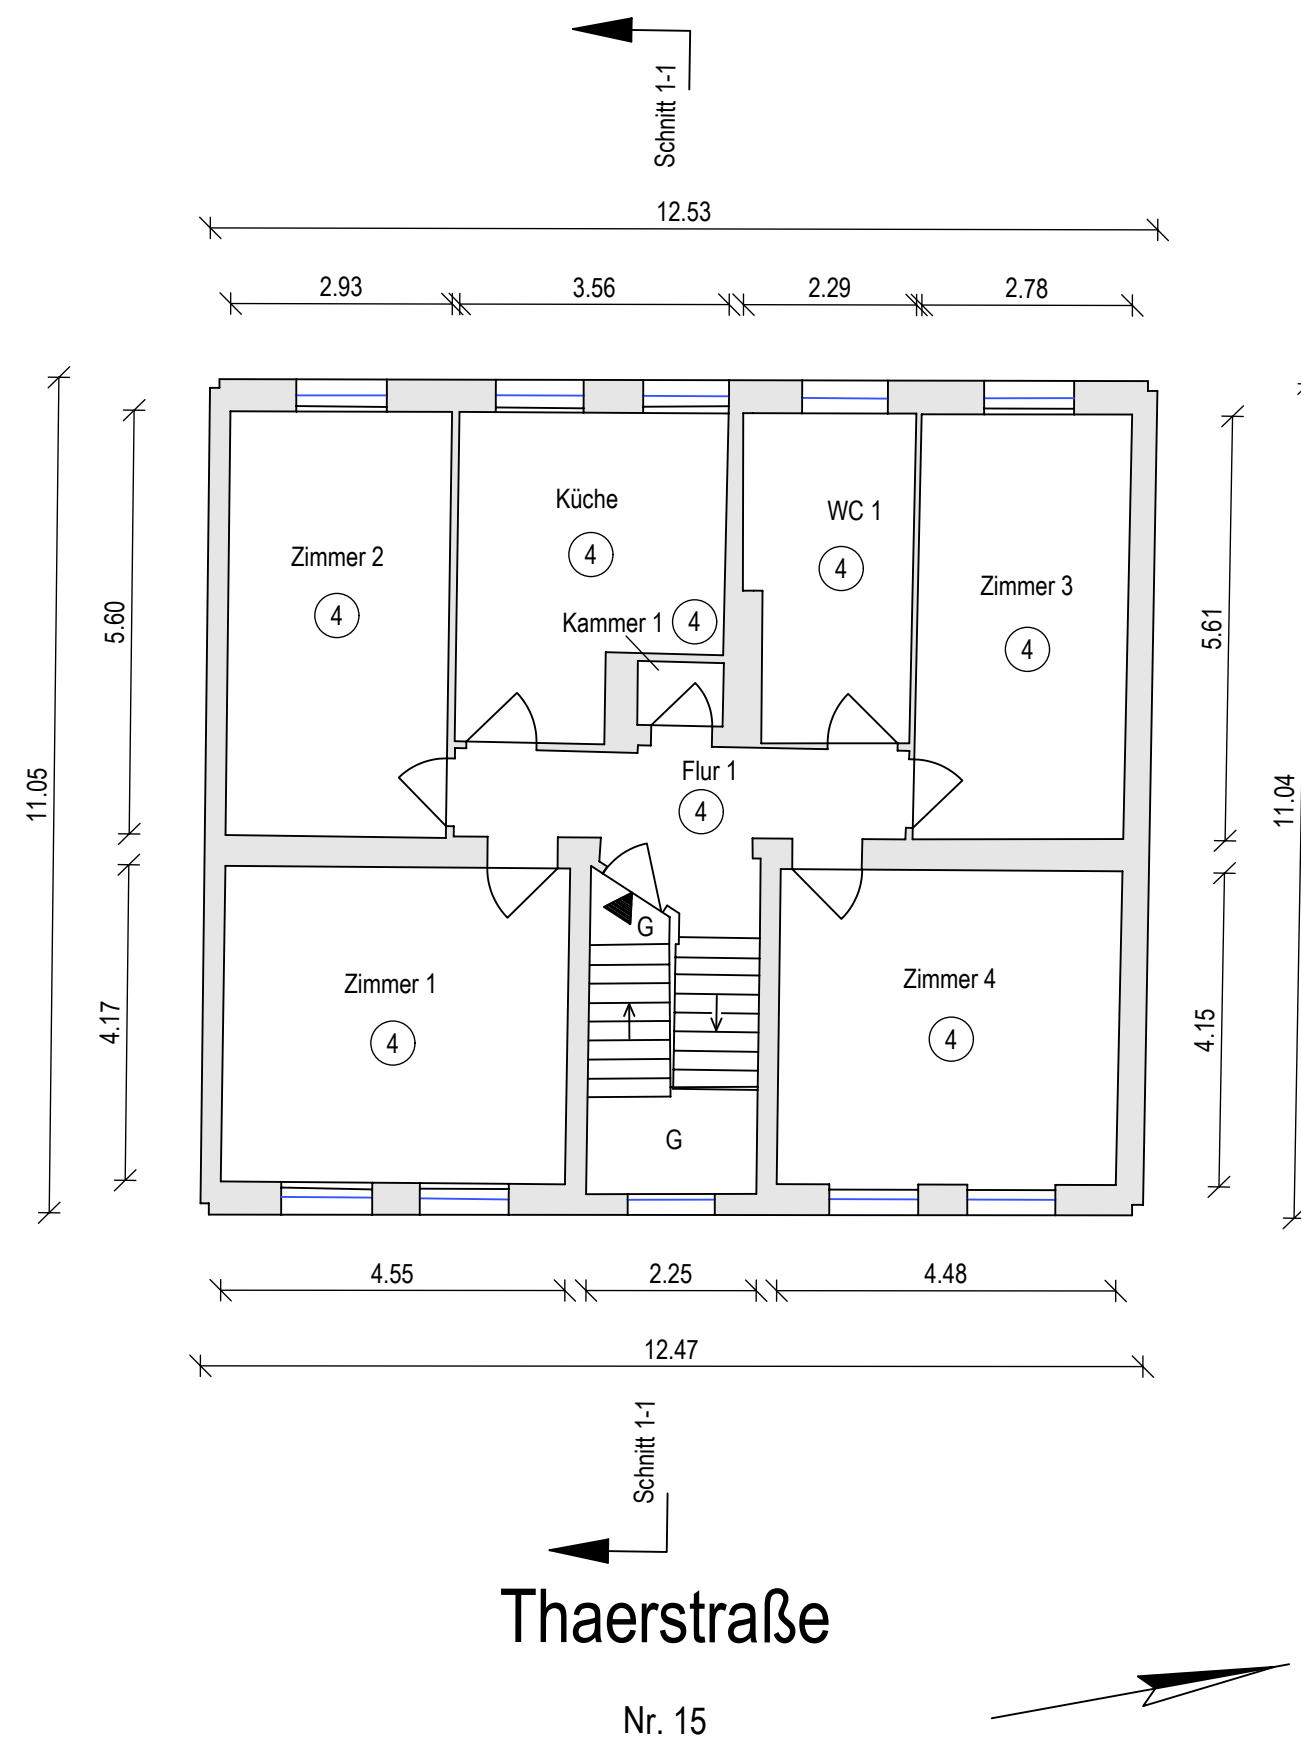 Schnitt 1-1
12.53
2.93
3.56
2.29
2.78
Küche
WC 1
Zimmer 2
4
4
Zimmer 3
4
Kammer 1
4
4
5.60
5.61
11.05
11.04
Flur 1
4
G
Zimmer 1
Zimmer 4
4
4
4.17
4.15
G
4.55
2.25
4.48
12.47
Schnitt 1-1
Thaerstraße
Nr. 15